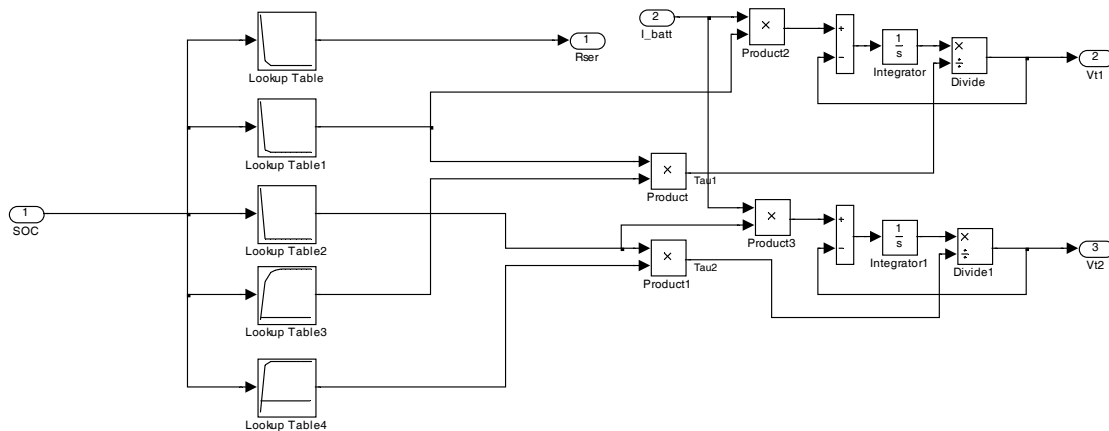 2
I_batt
1
Rser
Lookup Table
×
Product2
+
−
1
s
Integrator
×
÷
Divide
2
Vt1
Lookup Table1
×
Product
Tau1
1
SOC
Lookup Table2
×
Product3
+
−
1
s
Integrator1
×
÷
Divide1
3
Vt2
×
Product1
Tau2
Lookup Table3
Lookup Table4